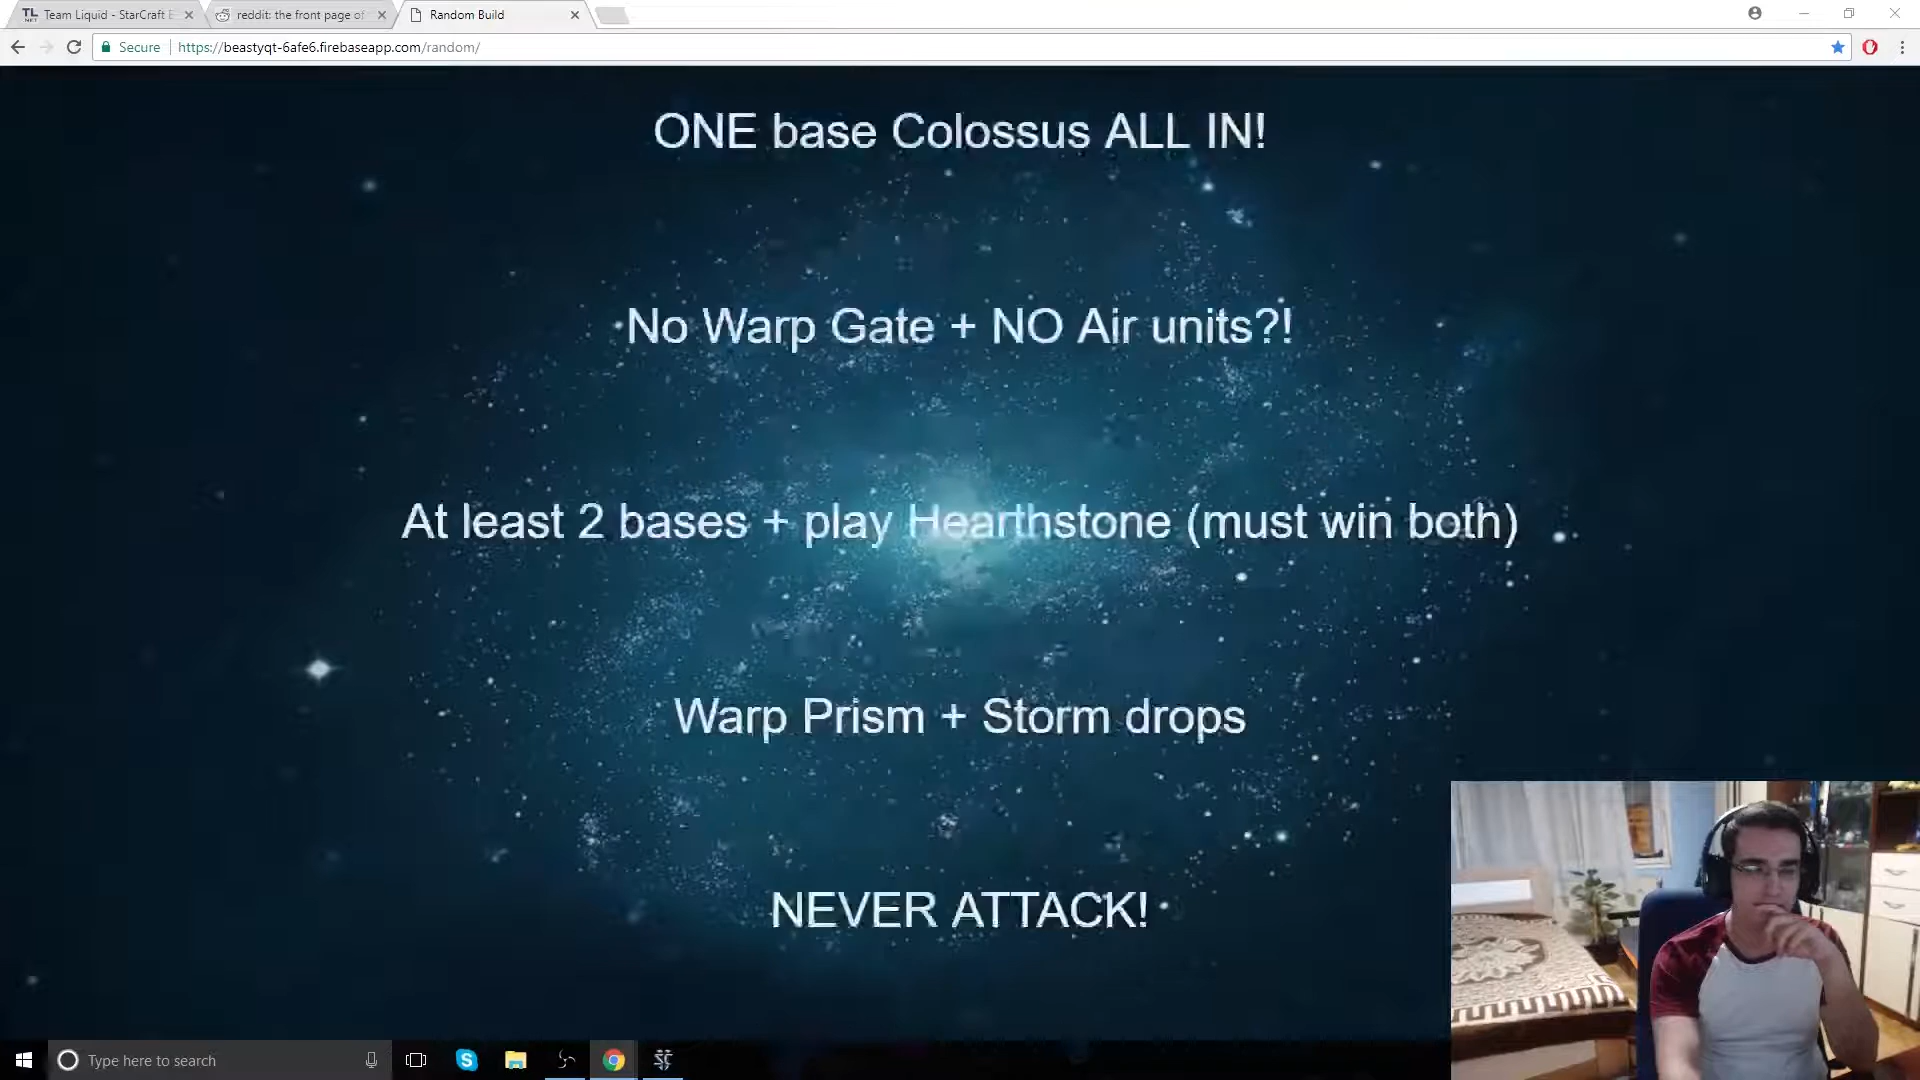 TL
Team Liquid - StarCraft
reddit: the front page of
Random Build
Secure
https://beastyqt-6afe6.firebaseapp.com/random/
ONE base Colossus ALL IN!
No Warp Gate + NO Air units?!
At least 2 bases + play Hearthstone (must win both)
Warp Prism + Storm drops
NEVER ATTACK!
Type here to search